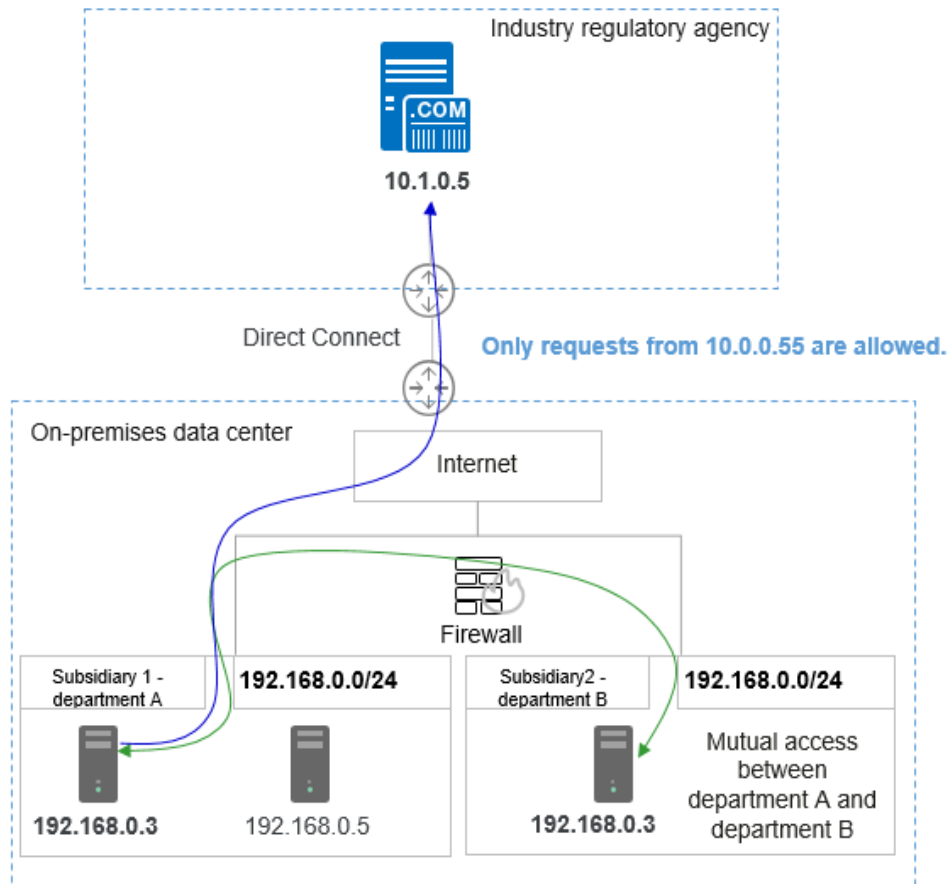 Industry regulatory agency
.COM
10.1.0.5
Direct Connect
Only requests from 10.0.0.55 are allowed.
On-premises data center
Internet
Firewall
Subsidiary 1 -
department A
192.168.0.0/24
Subsidiary2 -
department B
192.168.0.0/24
192.168.0.3
192.168.0.5
192.168.0.3
Mutual access
between
department A and
department B